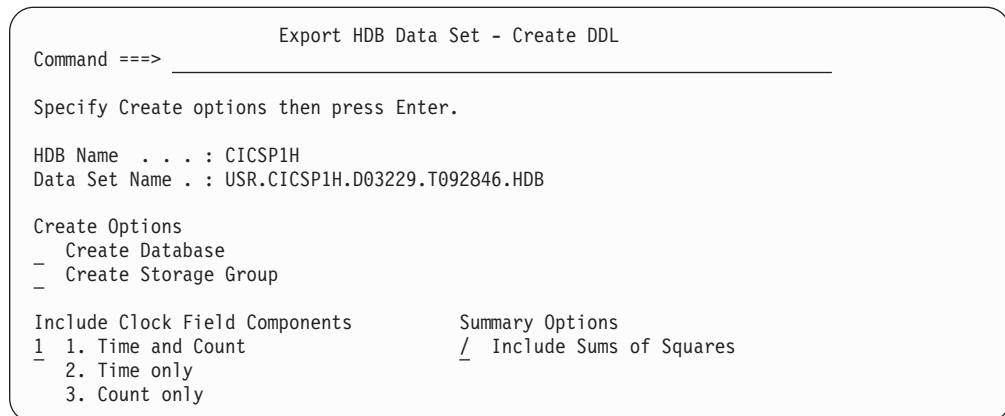 Export HDB Data Set - Create DDL
Command ===>
Specify Create options then press Enter.
HDB Name . . . : CICSP1H
Data Set Name . : USR.CICSP1H.D03229.T092846.HDB
Create Options
_ Create Database
_ Create Storage Group
Include Clock Field Components Summary Options
1 1. Time and Count / Include Sums of Squares
2. Time only
3. Count only